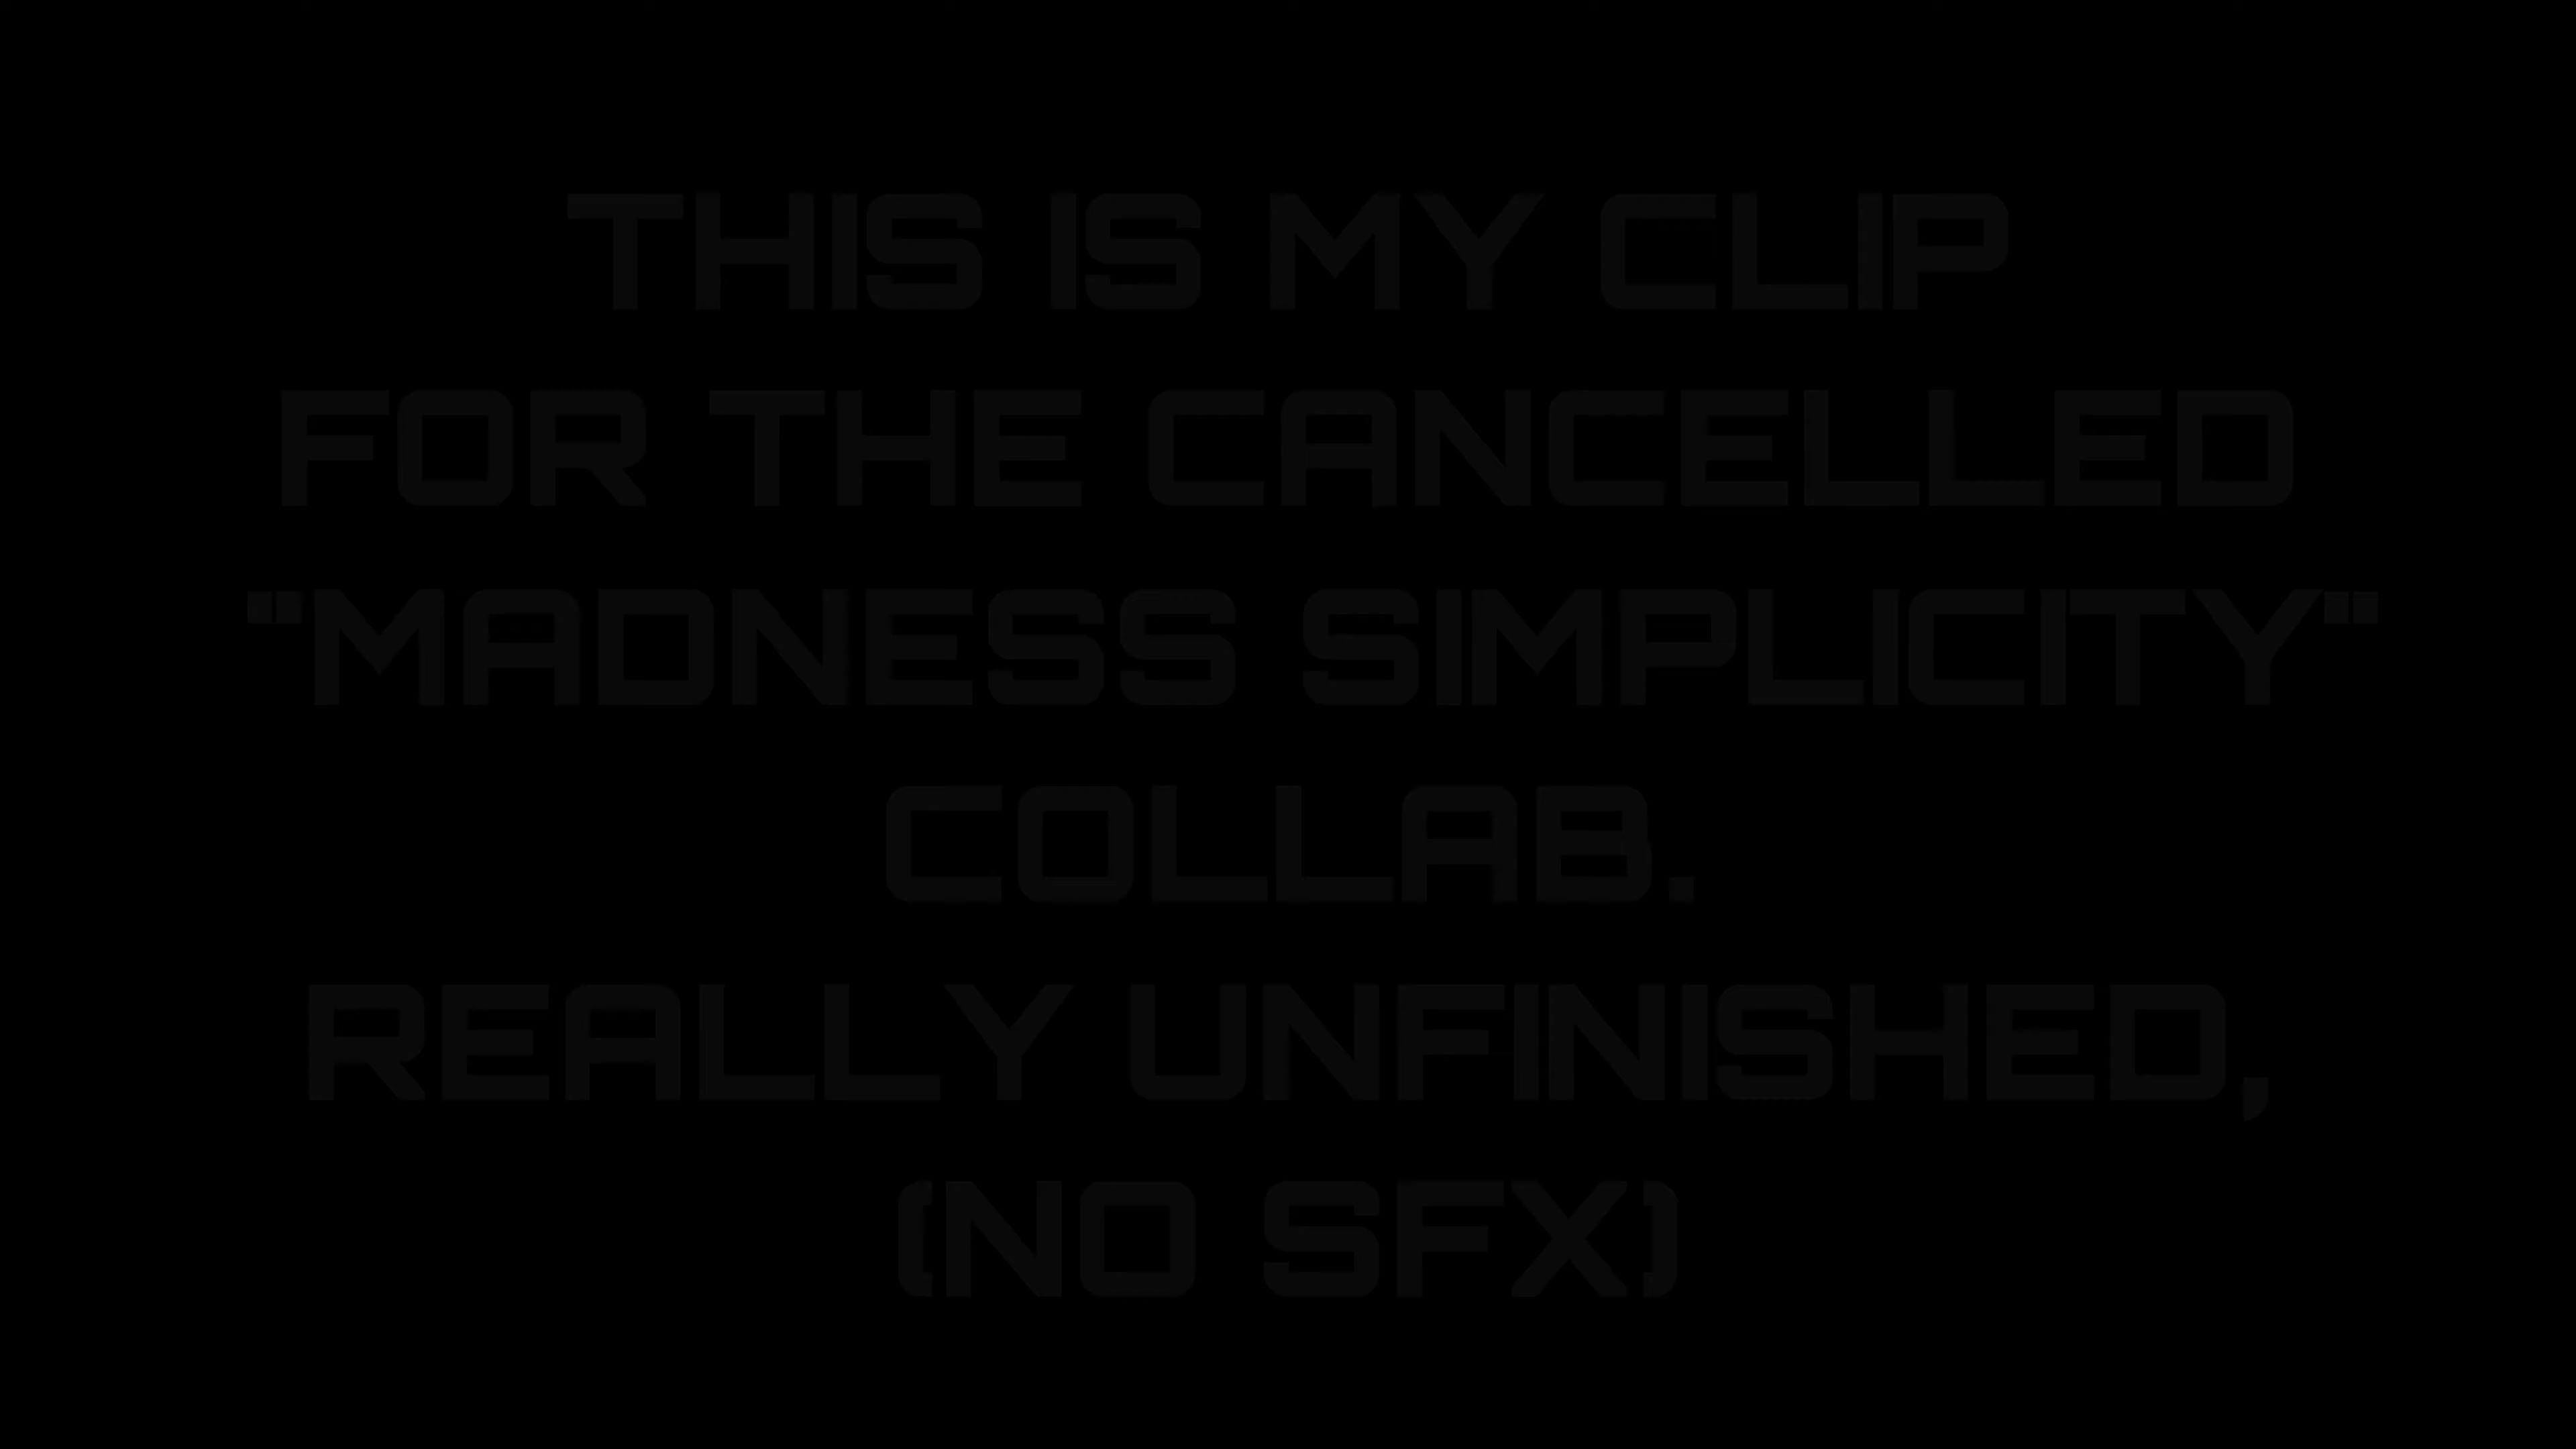 THIS IS MY CLIP
FOR THE CANCELLED
"MADNESS SIMPLICITY"
COLLAB.
REALLY UNFINISHED,
(NO SFX)